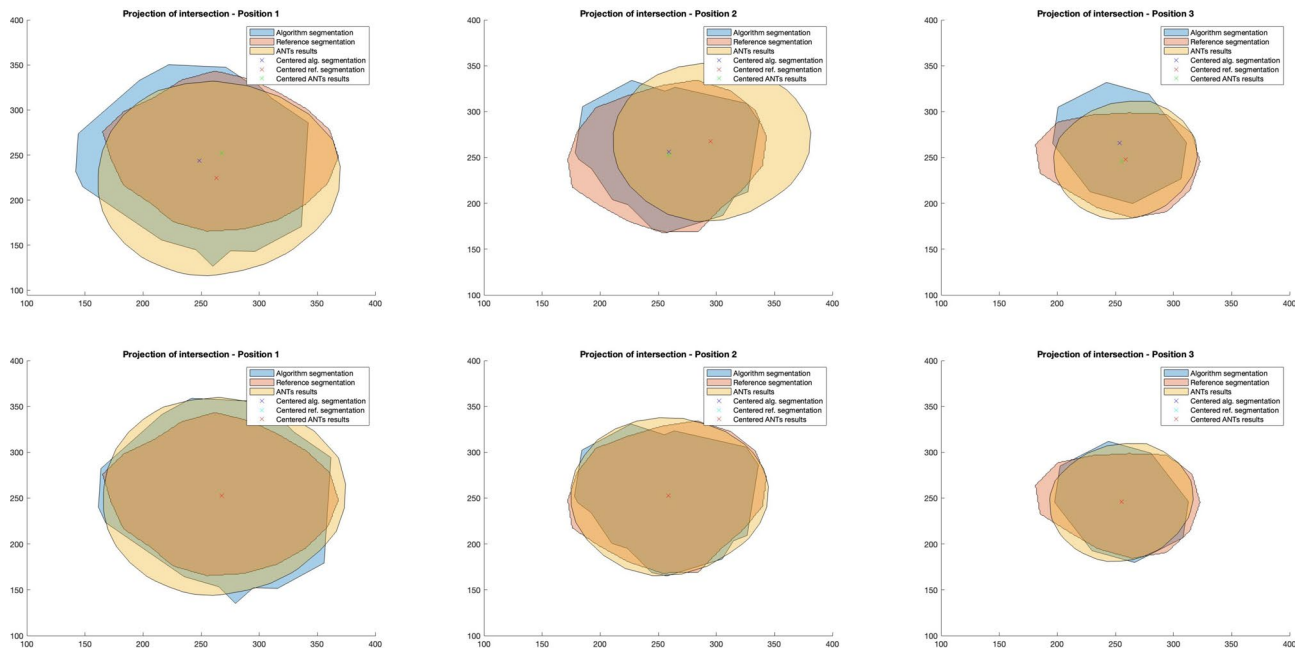 Projection of intersection - Position 1
400
350
300
250
200
150
100
100
150
200
250
300
350
400
Algorithm segmentation
Reference segmentation
ANTs results
Centered alg. segmentation
Centered ref. segmentation
Centered ANTs results
Projection of intersection - Position 2
400
350
300
250
200
150
100
100
150
200
250
300
350
400
Algorithm segmentation
Reference segmentation
ANTs results
Centered alg. segmentation
Centered ref. segmentation
Centered ANTs results
Projection of intersection - Position 3
400
350
300
250
200
150
100
100
150
200
250
300
350
400
Algorithm segmentation
Reference segmentation
ANTs results
Centered alg. segmentation
Centered ref. segmentation
Centered ANTs results
Projection of intersection - Position 1
400
350
300
250
200
150
100
100
150
200
250
300
350
400
Algorithm segmentation
Reference segmentation
ANTs results
Centered alg. segmentation
Centered ref. segmentation
Centered ANTs results
Projection of intersection - Position 2
400
350
300
250
200
150
100
100
150
200
250
300
350
400
Algorithm segmentation
Reference segmentation
ANTs results
Centered alg. segmentation
Centered ref. segmentation
Centered ANTs results
Projection of intersection - Position 3
400
350
300
250
200
150
100
100
150
200
250
300
350
400
Algorithm segmentation
Reference segmentation
ANTs results
Centered alg. segmentation
Centered ref. segmentation
Centered ANTs results